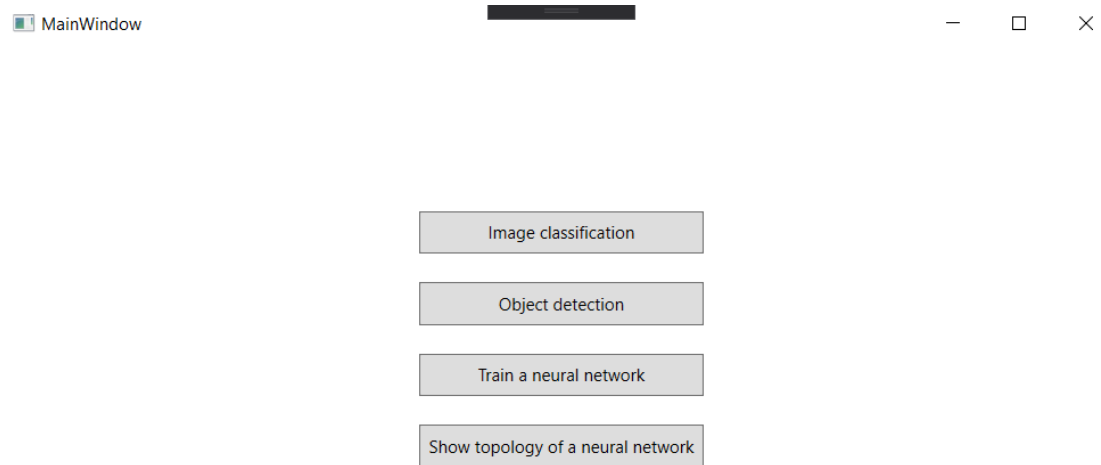 MainWindow
Image classification
Object detection
Train a neural network
Show topology of a neural network